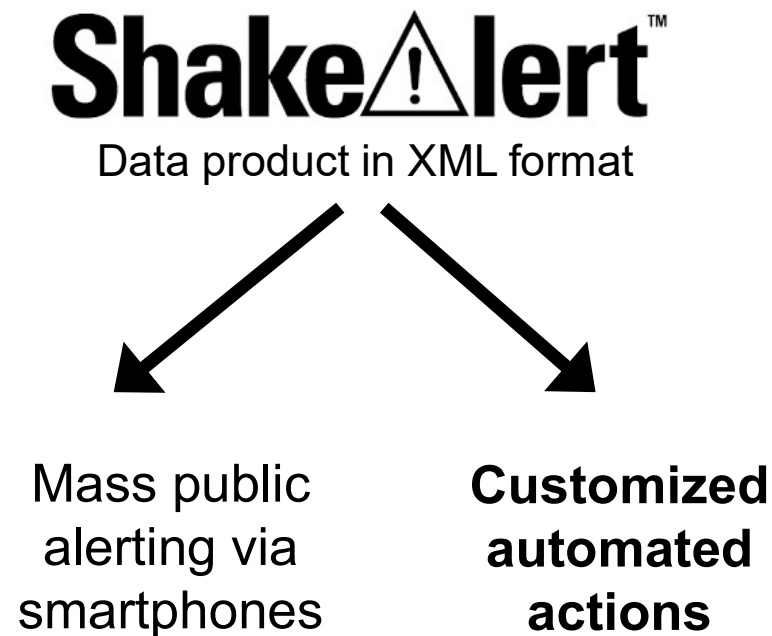 ShakeAlert™
Data product in XML format
Mass public
alerting via
smartphones
Customized
automated
actions